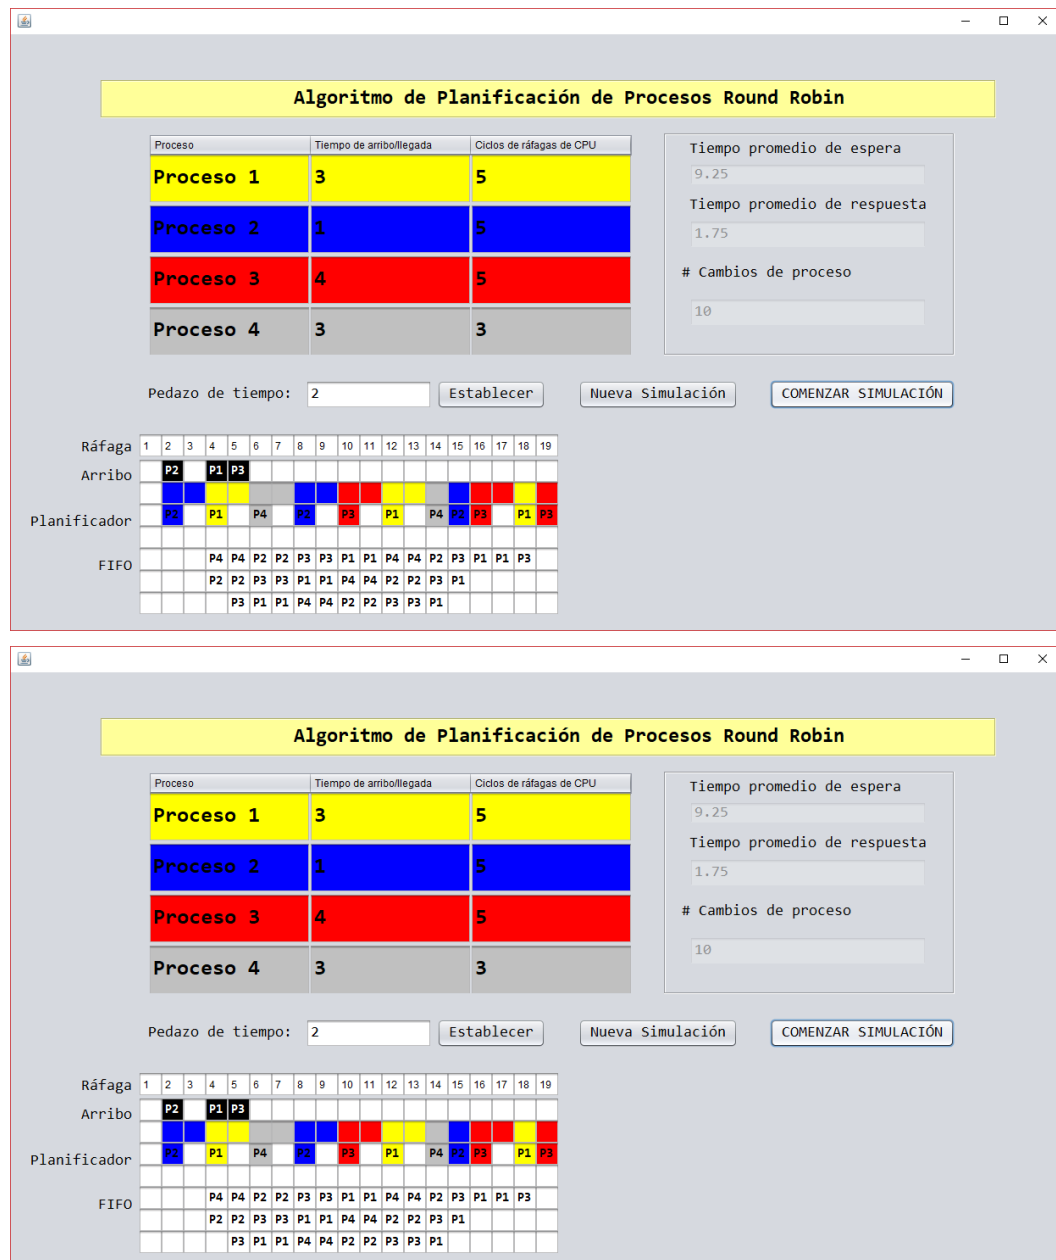 Algoritmo de Planificación de Procesos Round Robin
Proceso Tiempo de arribo/llegada Ciclos de ráfagas de CPU
Proceso 1 3 5
Proceso 2 1 5
Proceso 3 4 5
Proceso 4 3 3
Tiempo promedio de espera
9.25
Tiempo promedio de respuesta
1.75
# Cambios de proceso
10
Pedazo de tiempo: 2 Establecer Nueva Simulación COMENZAR SIMULACIÓN
Ráfaga 1 2 3 4 5 6 7 8 9 10 11 12 13 14 15 16 17 18 19
Arribo P2 P1 P3
Planificador P2 P1 P4 P2 P3 P1 P4 P2 P3 P1 P3
FIFO P4 P4 P2 P2 P3 P3 P1 P1 P4 P4 P2 P3 P1 P1 P3
P2 P2 P3 P3 P1 P1 P4 P4 P2 P2 P3 P1
P3 P1 P1 P4 P4 P2 P2 P3 P3 P1
Algoritmo de Planificación de Procesos Round Robin
Proceso Tiempo de arribo/llegada Ciclos de ráfagas de CPU
Proceso 1 3 5
Proceso 2 1 5
Proceso 3 4 5
Proceso 4 3 3
Tiempo promedio de espera
9.25
Tiempo promedio de respuesta
1.75
# Cambios de proceso
10
Pedazo de tiempo: 2 Establecer Nueva Simulación COMENZAR SIMULACIÓN
Ráfaga 1 2 3 4 5 6 7 8 9 10 11 12 13 14 15 16 17 18 19
Arribo P2 P1 P3
Planificador P2 P1 P4 P2 P3 P1 P4 P2 P3 P1 P3
FIFO P4 P4 P2 P2 P3 P3 P1 P1 P4 P4 P2 P3 P1 P1 P3
P2 P2 P3 P3 P1 P1 P4 P4 P2 P2 P3 P1
P3 P1 P1 P4 P4 P2 P2 P3 P3 P1